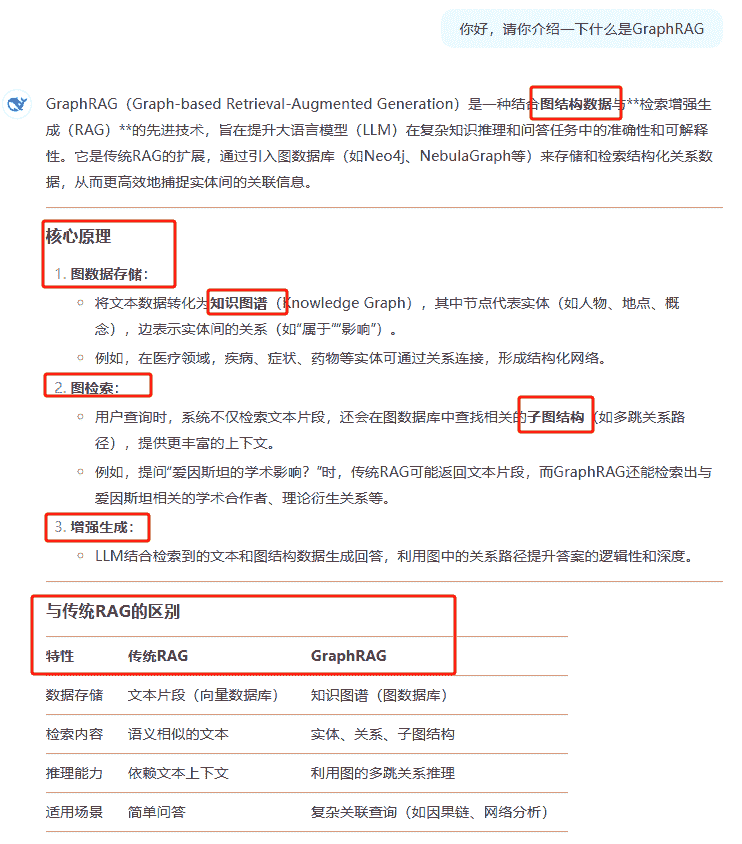 你好，请你介绍一下什么是GraphRAG
GraphRAG（Graph-based Retrieval-Augmented Generation）是一种结合图结构数据与**检索增强生
成（RAG）**的先进技术，旨在提升大语言模型（LLM）在复杂知识推理和问答任务中的准确性和可解释
性。它是传统RAG的扩展，通过引入图数据库（如Neo4j、NebulaGraph等）来存储和检索结构化关系数
据，从而更高效地捕捉实体间的关联信息。
核心原理
1. 图数据存储：
将文本数据转化为知识图谱（Knowledge Graph），其中节点代表实体（如人物、地点、概
念），边表示实体间的关系（如“属于”“影响”）。
例如，在医疗领域，疾病、症状、药物等实体可通过关系连接，形成结构化网络。
2. 图检索：
用户查询时，系统不仅检索文本片段，还会在图数据库中查找相关的子图结构（如多跳关系路
径），提供更丰富的上下文。
例如，提问“爱因斯坦的学术影响？”时，传统RAG可能返回文本片段，而GraphRAG还能检索出与
爱因斯坦相关的学术合作者、理论衍生关系等。
3. 增强生成：
LLM结合检索到的文本和图结构数据生成回答，利用图中的关系路径提升答案的逻辑性和深度。
与传统RAG的区别
特性 传统RAG GraphRAG
数据存储 文本片段（向量数据库） 知识图谱（图数据库）
检索内容 语义相似的文本 实体、关系、子图结构
推理能力 依赖文本上下文 利用图的多跳关系推理
适用场景 简单问答 复杂关联查询（如因果链、网络分析）